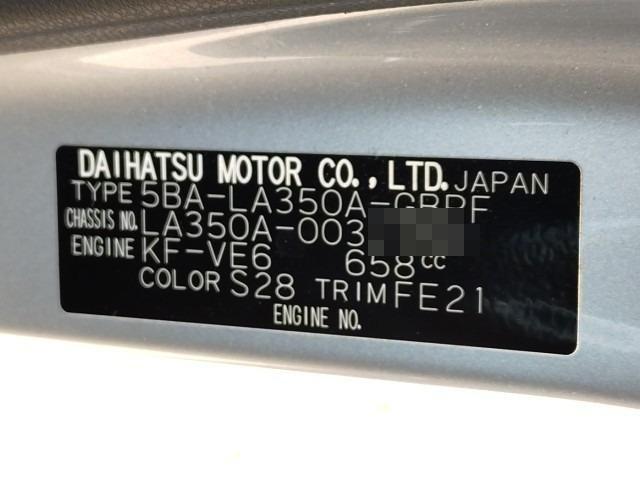 DAIHATSU MOTOR CO., LTD. JAPAN
TYPE 5BA-LA350A-GBPF
CHASSIS NO. LA350A-003
ENGINE KF-VE6 658cc
COLOR S28 TRIM FE21
ENGINE NO.